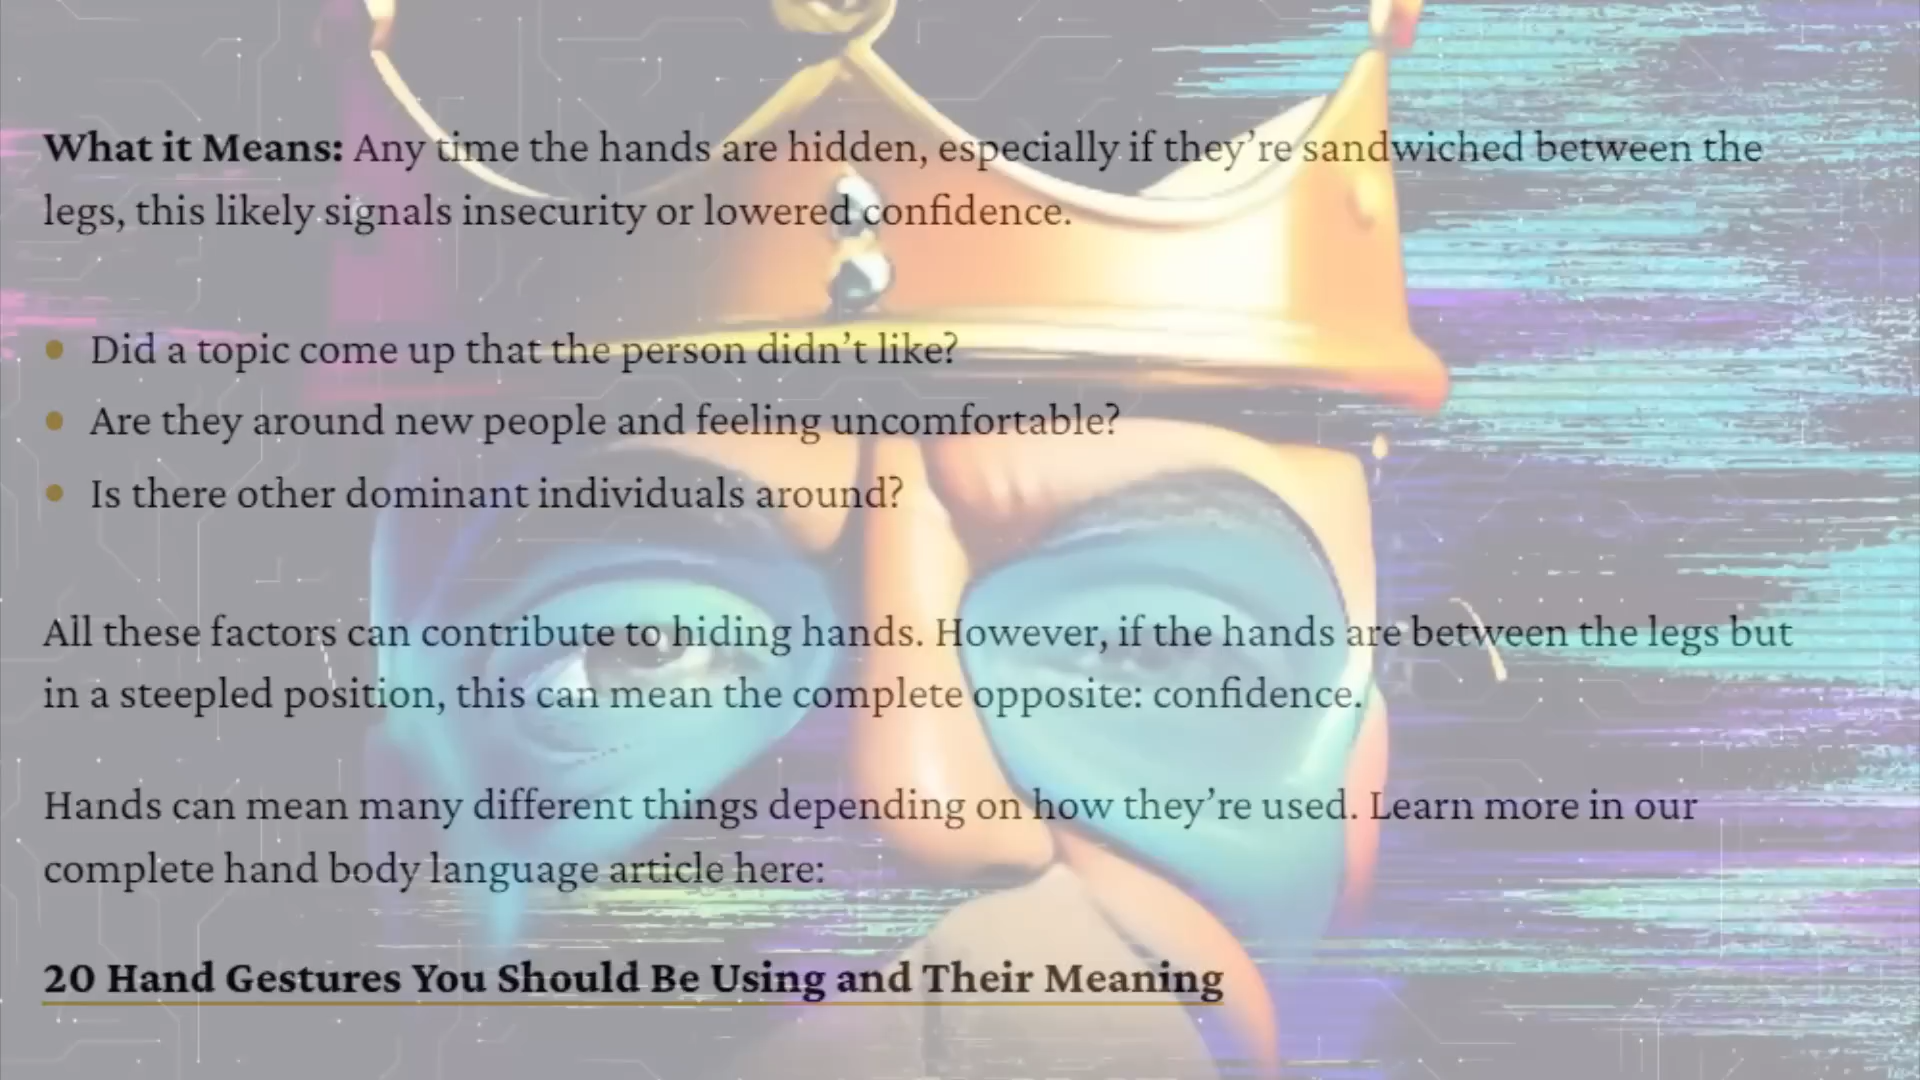 What it Means: Any time the hands are hidden, especially if they’re sandwiched between the
legs, this likely signals insecurity or lowered confidence.
• Did a topic come up that the person didn’t like?
• Are they around new people and feeling uncomfortable?
• Is there other dominant individuals around?
All these factors can contribute to hiding hands. However, if the hands are between the legs but
in a steepled position, this can mean the complete opposite: confidence.
Hands can mean many different things depending on how they’re used. Learn more in our
complete hand body language article here:
20 Hand Gestures You Should Be Using and Their Meaning